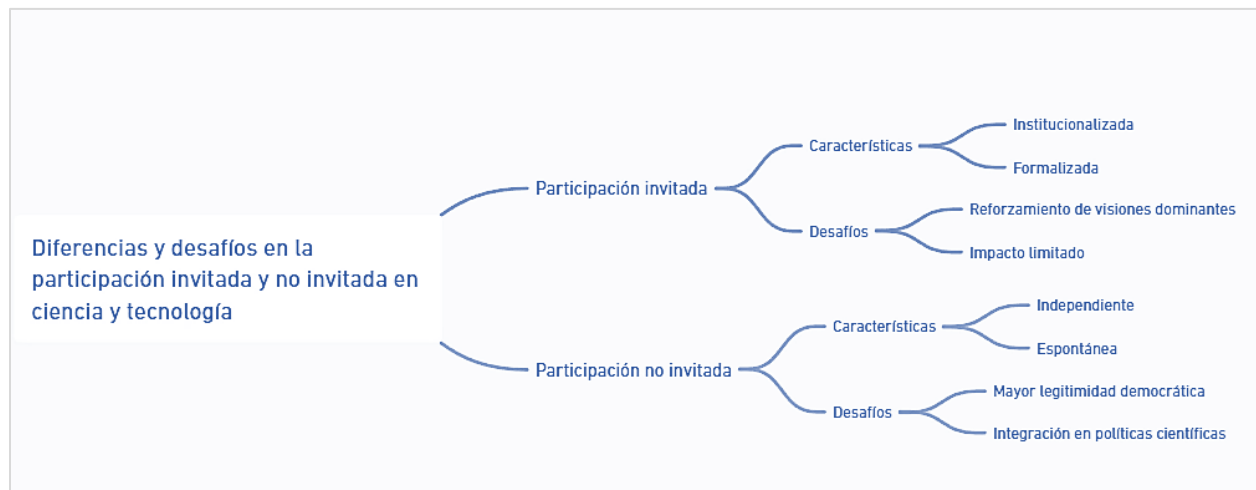 Diferencias y desafíos en la
participación invitada y no invitada en
ciencia y tecnología
Participación invitada
Características
Institucionalizada
Formalizada
Desafíos
Reforzamiento de visiones dominantes
Impacto limitado
Participación no invitada
Características
Independiente
Espontánea
Desafíos
Mayor legitimidad democrática
Integración en políticas científicas